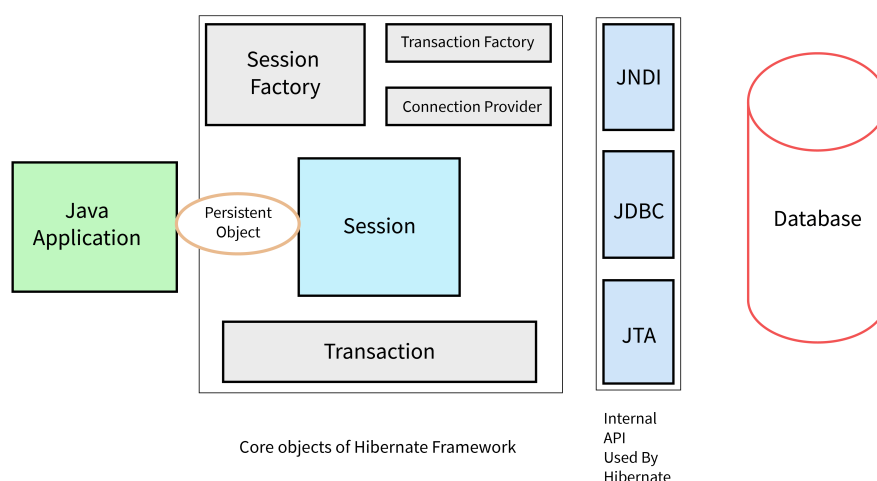 Session
Factory
Transaction Factory
Connection Provider
JNDI
Java
Application
Persistent
Object
Session
JDBC
Database
Transaction
JTA
Core objects of Hibernate Framework
Internal
API
Used By
Hibernate